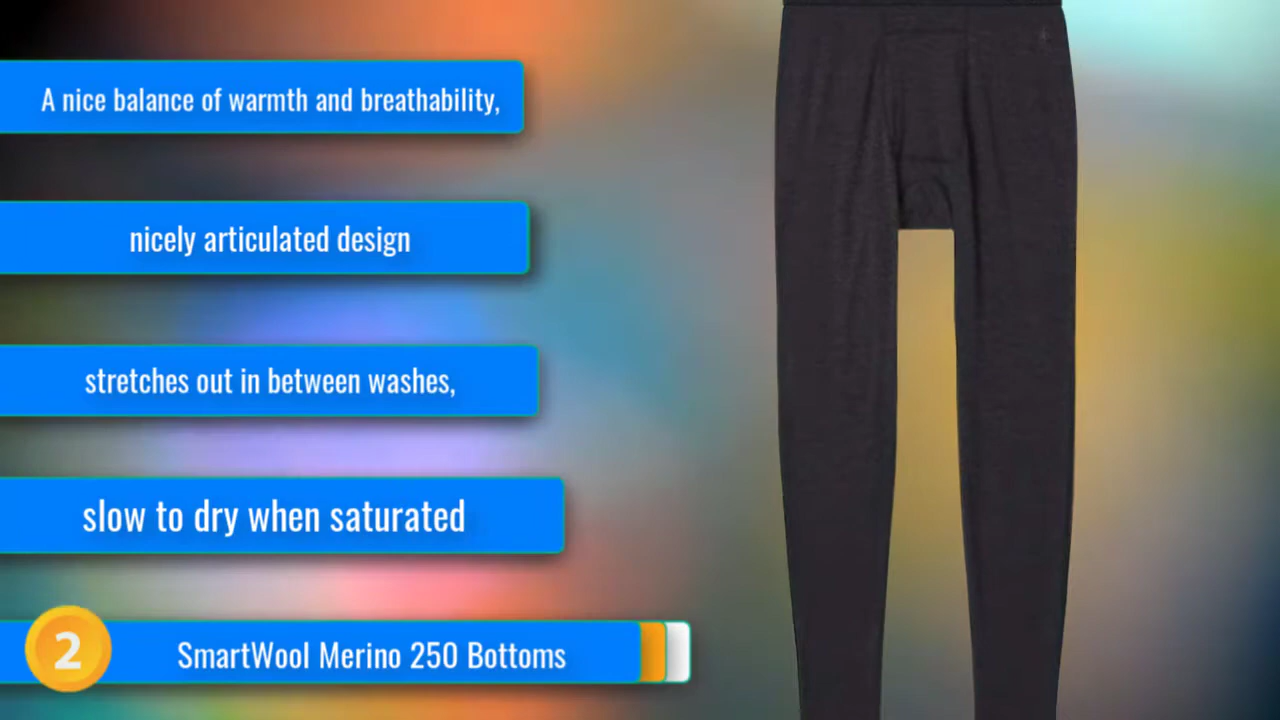 A nice balance of warmth and breathability,
nicely articulated design
stretches out in between washes,
slow to dry when saturated
2
SmartWool Merino 250 Bottoms